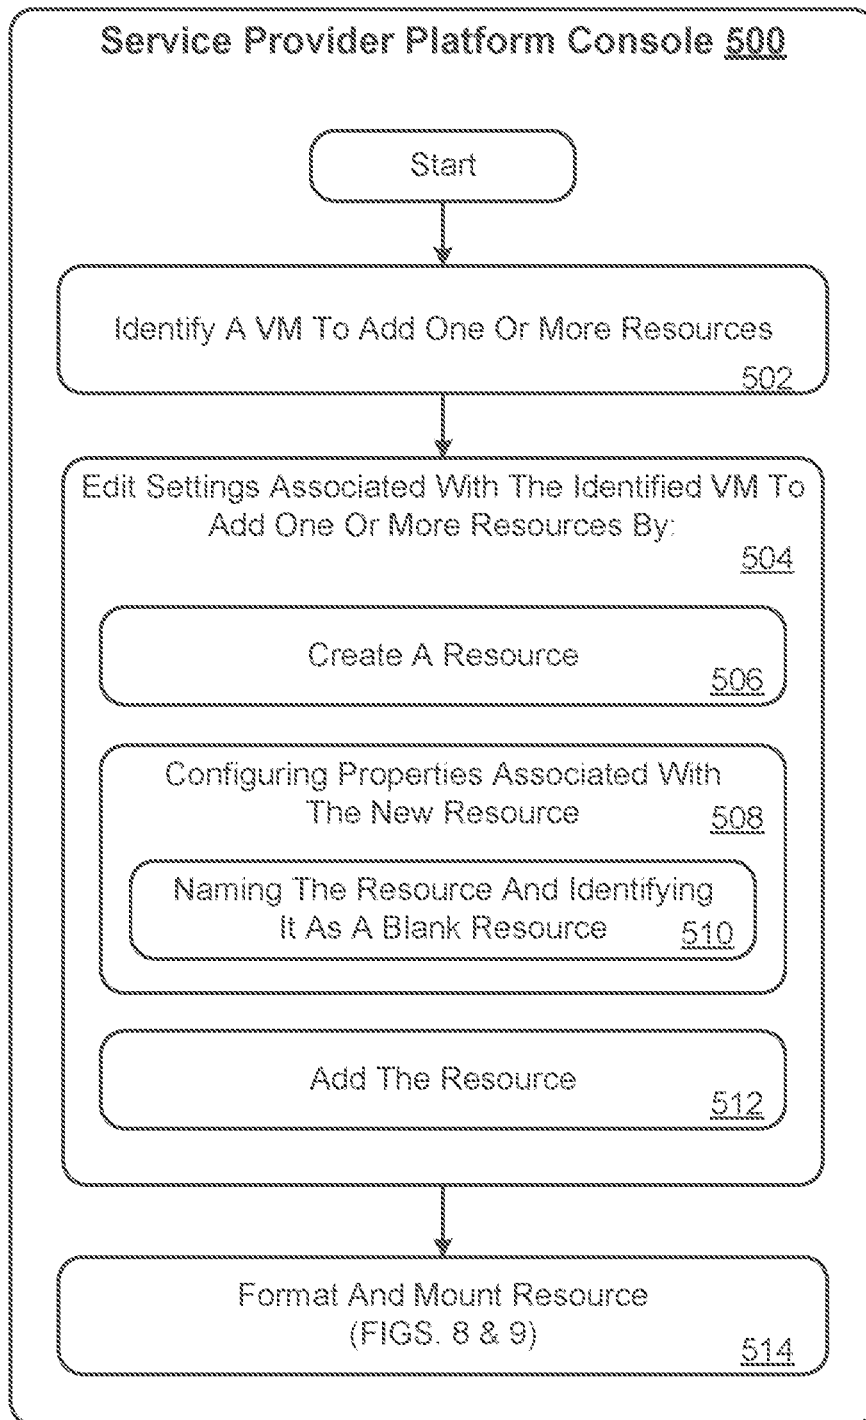 Service Provider Platform Console 500
Start
Identify A VM To Add One Or More Resources
502
Edit Settings Associated With The Identified VM To
Add One Or More Resources By:
504
Create A Resource
506
Configuring Properties Associated With
The New Resource
508
Naming The Resource And Identifying
It As A Blank Resource
510
Add The Resource
512
Format And Mount Resource
(FIGS. 8 & 9)
514